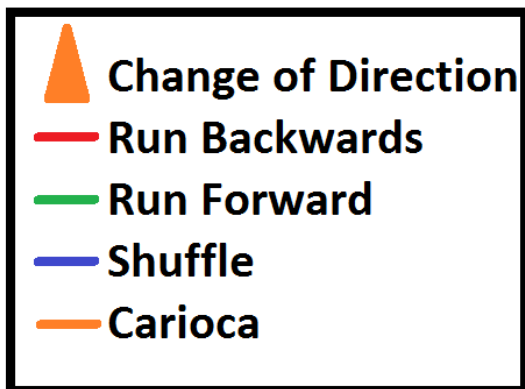 Change of Direction
Run Backwards
Run Forward
Shuffle
Carioca